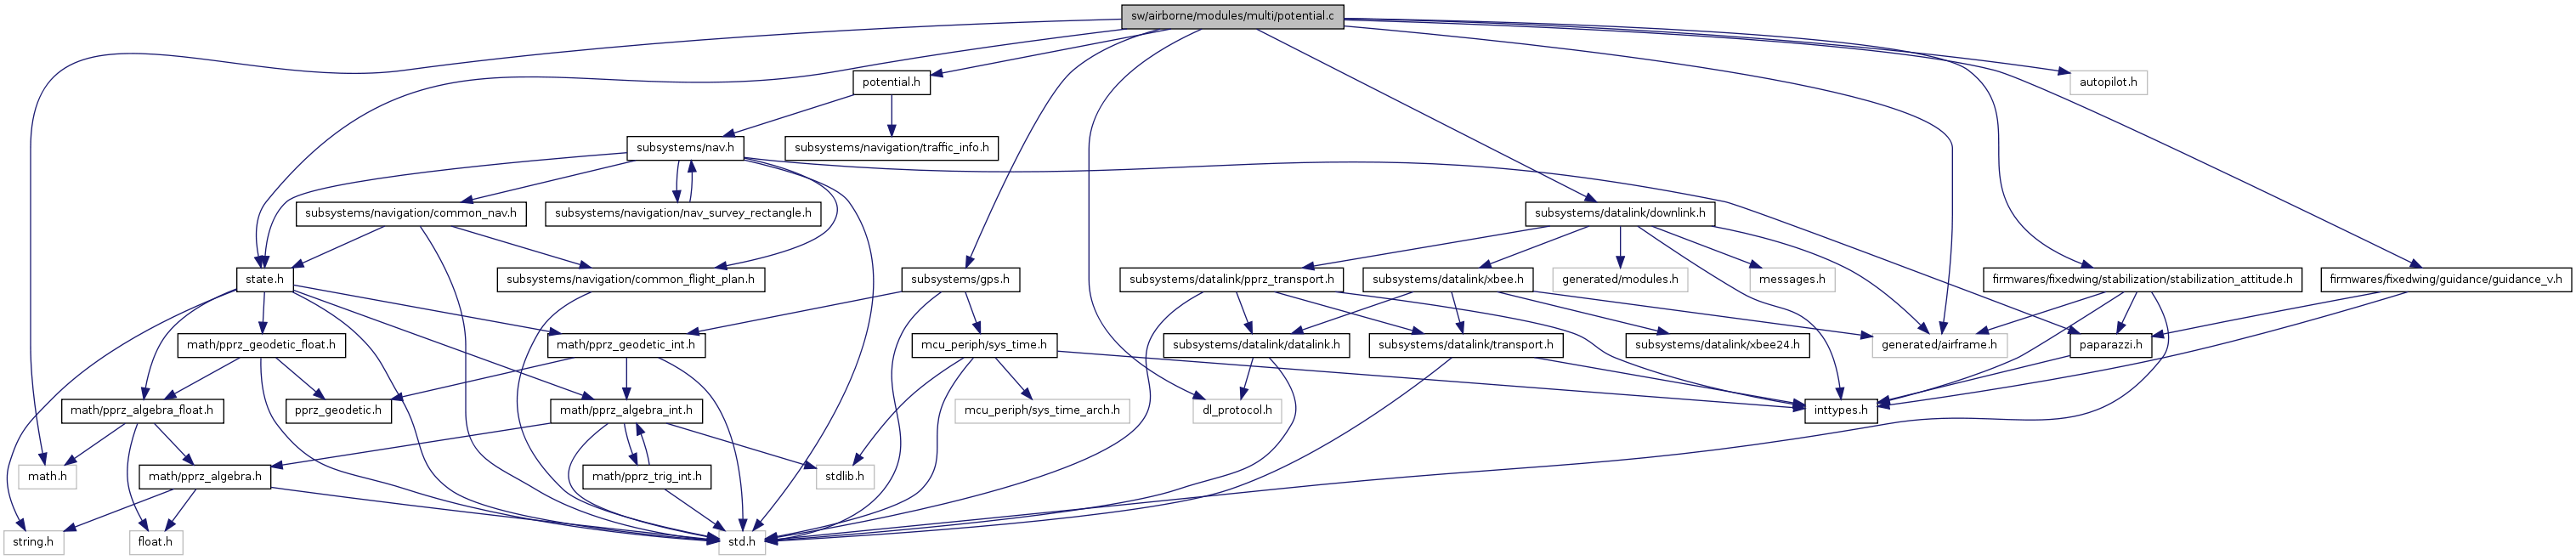 sw/airborne/modules/multi/potential.c
potential.h
autopilot.h
subsystems/nav.h
subsystems/navigation/traffic_info.h
subsystems/navigation/common_nav.h
subsystems/navigation/nav_survey_rectangle.h
subsystems/datalink/downlink.h
state.h
subsystems/navigation/common_flight_plan.h
subsystems/gps.h
subsystems/datalink/pprz_transport.h
subsystems/datalink/xbee.h
generated/modules.h
messages.h
firmwares/fixedwing/stabilization/stabilization_attitude.h
firmwares/fixedwing/guidance/guidance_v.h
math/pprz_geodetic_float.h
math/pprz_geodetic_int.h
mcu_periph/sys_time.h
subsystems/datalink/datalink.h
subsystems/datalink/transport.h
subsystems/datalink/xbee24.h
generated/airframe.h
paparazzi.h
math/pprz_algebra_float.h
pprz_geodetic.h
math/pprz_algebra_int.h
mcu_periph/sys_time_arch.h
dl_protocol.h
inttypes.h
math.h
math/pprz_algebra.h
math/pprz_trig_int.h
stdlib.h
string.h
float.h
std.h